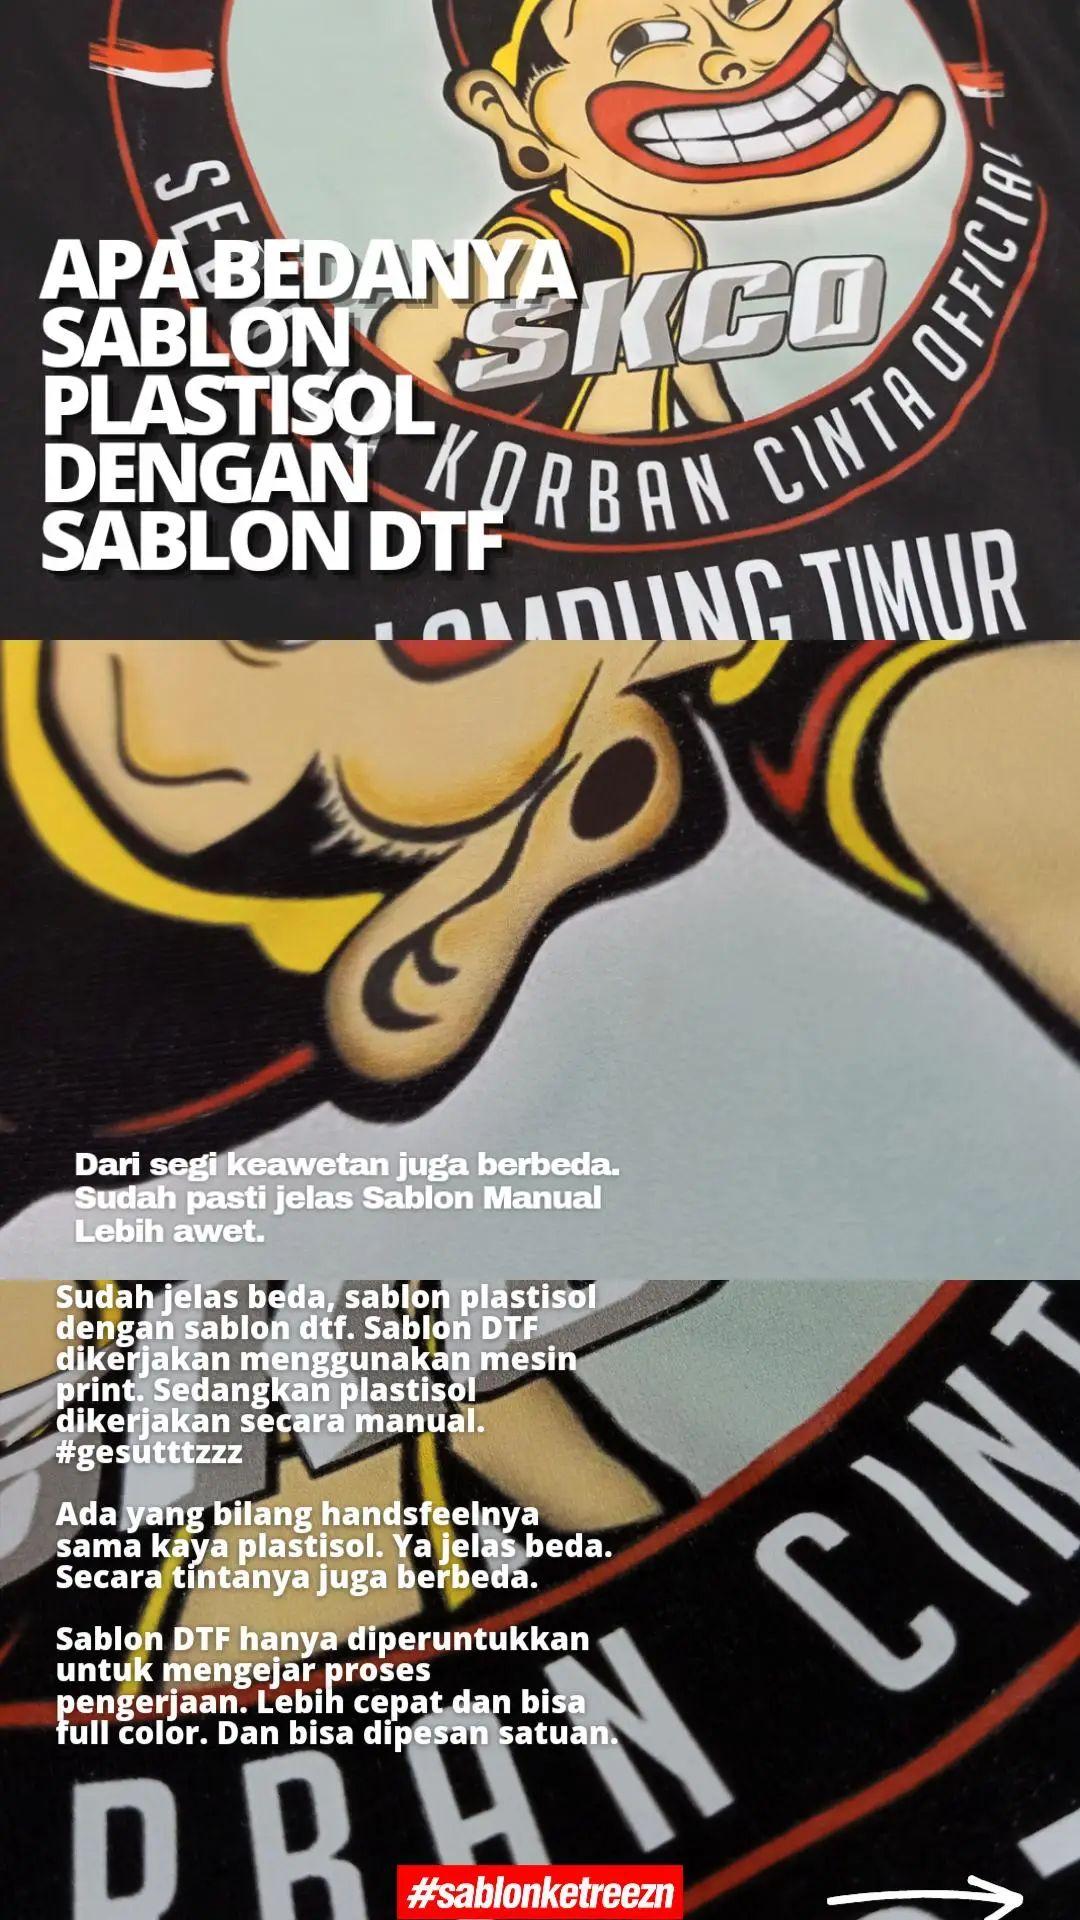 APA BEDANYA
SABLON
PLASTISOL
DENGAN
SABLON DTF
SKCO
KORBAN CINTA OFFICIAL
TIMUR
Dari segi keawetan juga berbeda.
Sudah pasti jelas Sablon Manual
Lebih awet.
Sudah jelas beda, sablon plastisol
dengan sablon dtf. Sablon DTF
dikerjakan menggunakan mesin
print. Sedangkan plastisol
dikerjakan secara manual.
#gesutttzzz
Ada yang bilang handsfeelnya
sama kaya plastisol. Ya jelas beda.
Secara tintanya juga berbeda.
Sablon DTF hanya diperuntukkan
untuk mengejar proses
pengerjaan. Lebih cepat dan bisa
full color. Dan bisa dipesan satuan.
#sablonketreezn